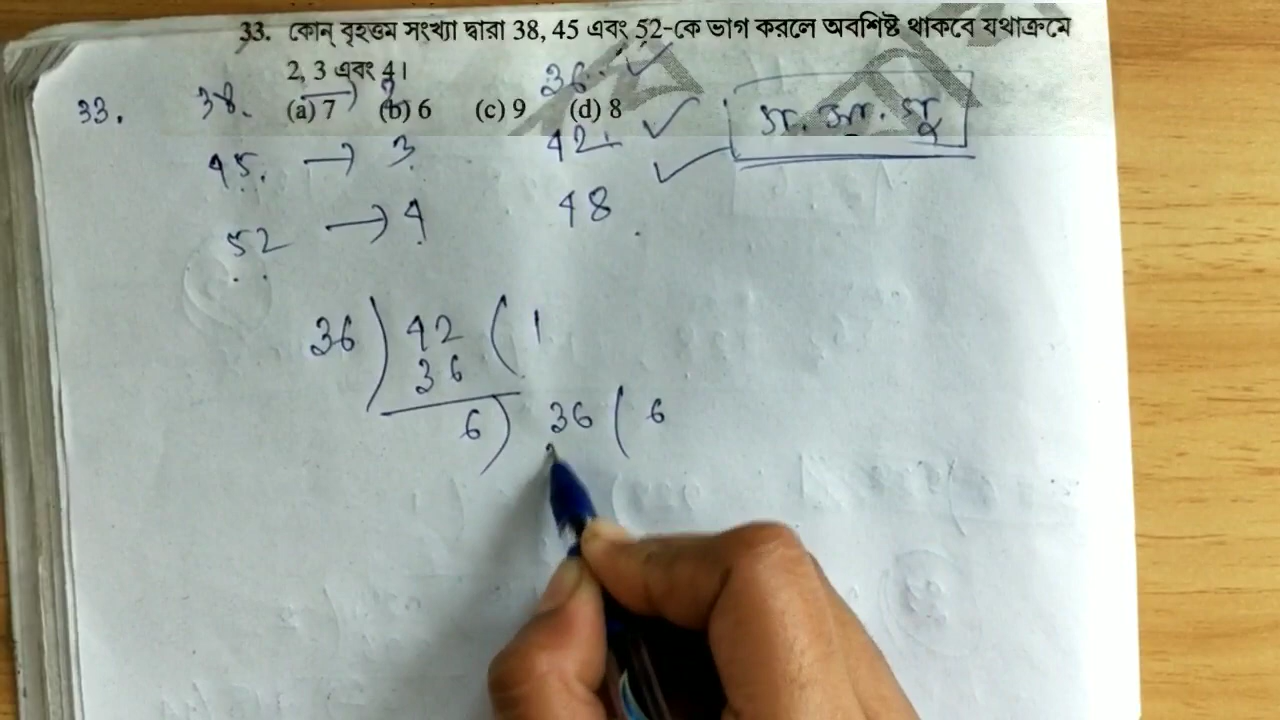 33. কোন্ বৃহত্তম সংখ্যা দ্বারা 38, 45 এবং 52-কে ভাগ করলে অবশিষ্ট থাকবে যথাক্রমে
2, 3 এবং 4।
(a) 7 (b) 6 (c) 9 (d) 8
33. 38. → 2 36 ✓
45. → 3 42 ✓ গ. সা. গু
52 → 4 48
36 ) 42 ( 1
36
6 ) 36 ( 6